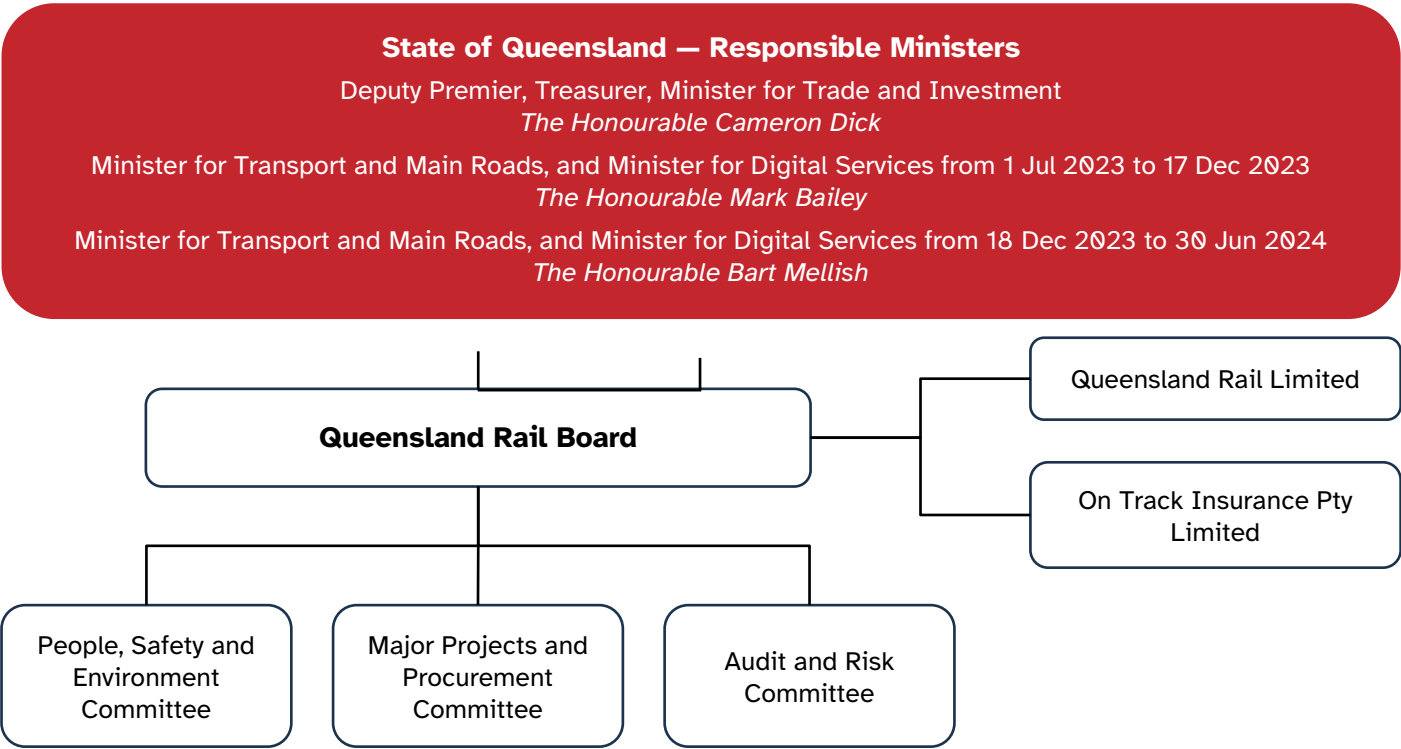 State of Queensland — Responsible Ministers
Deputy Premier, Treasurer, Minister for Trade and Investment
The Honourable Cameron Dick
Minister for Transport and Main Roads, and Minister for Digital Services from 1 Jul 2023 to 17 Dec 2023
The Honourable Mark Bailey
Minister for Transport and Main Roads, and Minister for Digital Services from 18 Dec 2023 to 30 Jun 2024
The Honourable Bart Mellish
Queensland Rail Board
Queensland Rail Limited
On Track Insurance Pty
Limited
People, Safety and
Environment
Committee
Major Projects and
Procurement
Committee
Audit and Risk
Committee